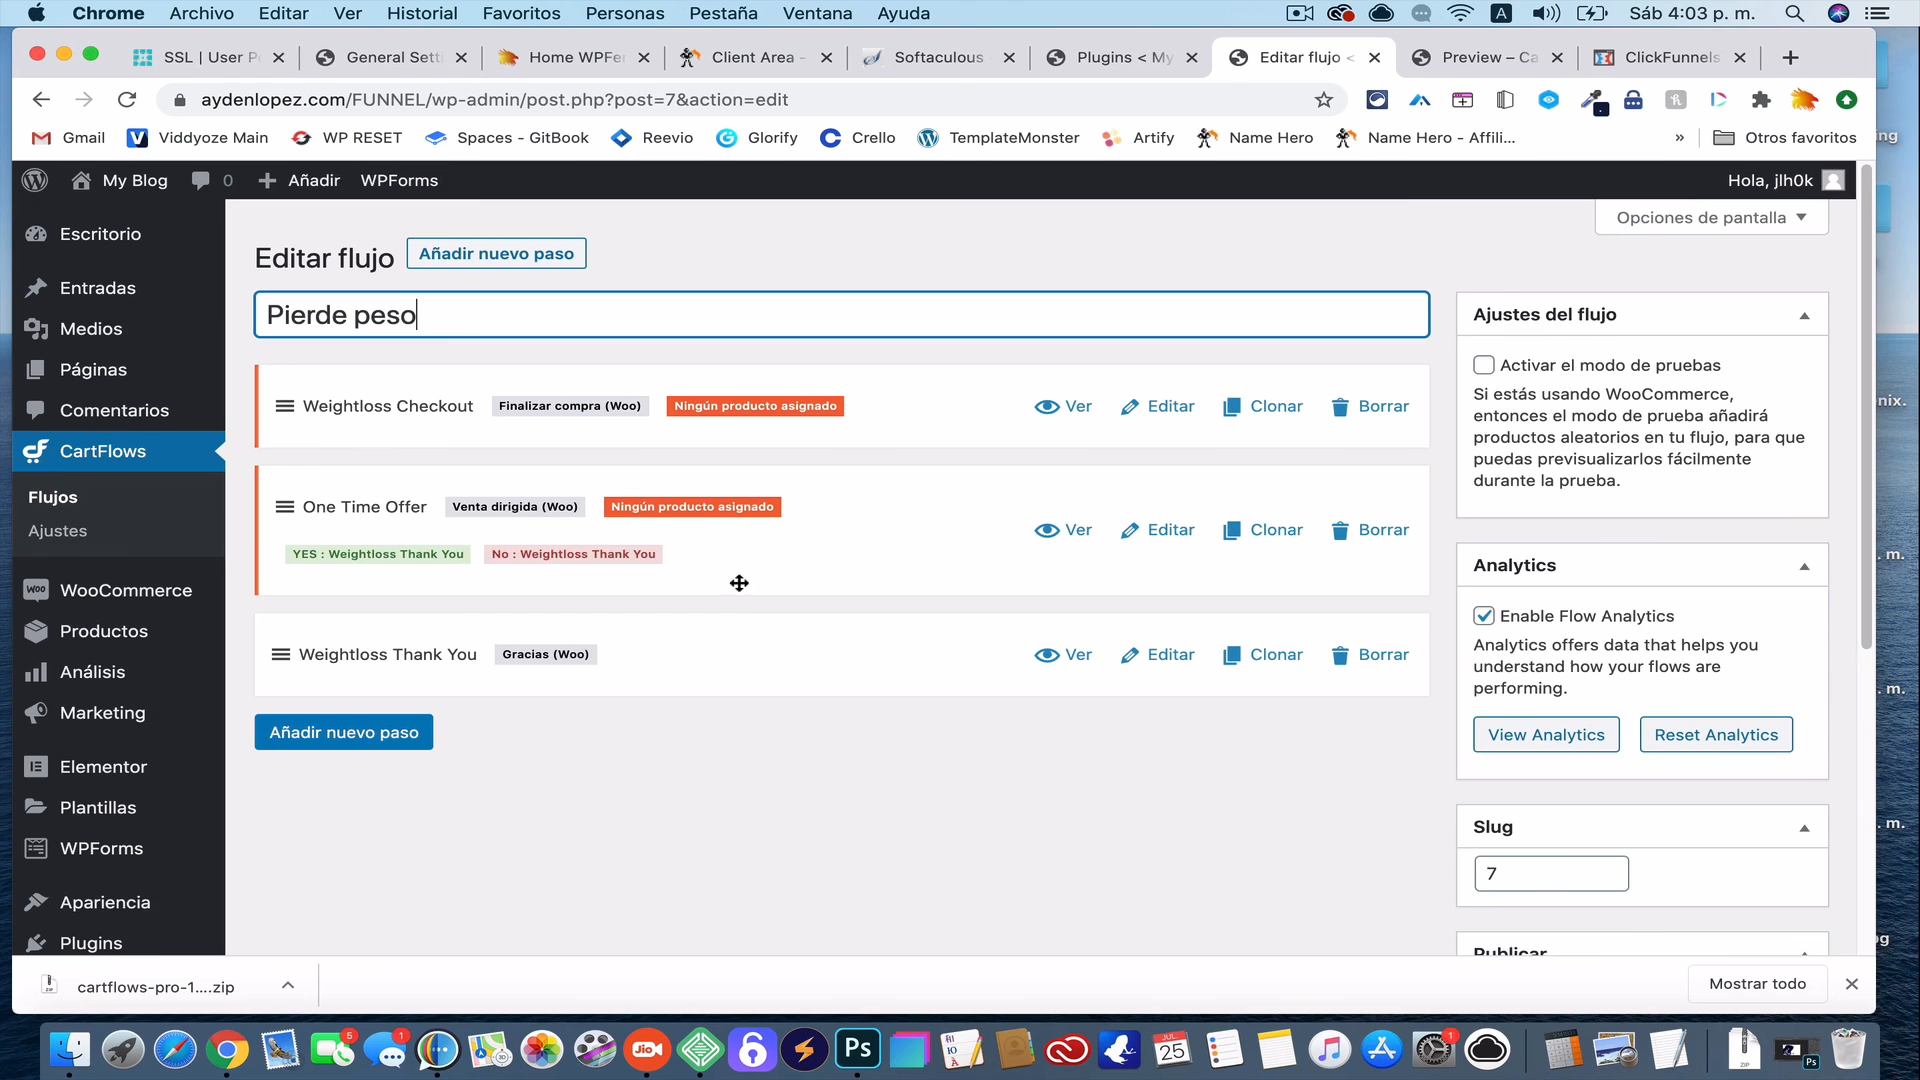 Chrome Archivo Editar Ver Historial Favoritos Personas Pestaña Ventana Ayuda A Sáb 4:03 p. m.
SSL | User P General Setti Home WPFer Client Area - Softaculous Plugins < My Editar flujo < Preview – Ca ClickFunnels
aydenlopez.com/FUNNEL/wp-admin/post.php?post=7&action=edit
Gmail Viddyoze Main WP RESET Spaces - GitBook Reevio Glorify Crello TemplateMonster Artify Name Hero Name Hero - Affili... » Otros favoritos
My Blog 0 Añadir WPForms Hola, jlh0k
Opciones de pantalla
Escritorio
Entradas
Medios
Páginas
Comentarios
CartFlows
Flujos
Ajustes
WooCommerce
Productos
Análisis
Marketing
Elementor
Plantillas
WPForms
Apariencia
Plugins
Editar flujo Añadir nuevo paso
Pierde peso
Weightloss Checkout Finalizar compra (Woo) Ningún producto asignado Ver Editar Clonar Borrar
One Time Offer Venta dirigida (Woo) Ningún producto asignado
Ver Editar Clonar Borrar
YES : Weightloss Thank You No : Weightloss Thank You
Weightloss Thank You Gracias (Woo) Ver Editar Clonar Borrar
Añadir nuevo paso
Ajustes del flujo
Activar el modo de pruebas
Si estás usando WooCommerce,
entonces el modo de prueba añadirá
productos aleatorios en tu flujo, para que
puedas previsualizarlos fácilmente
durante la prueba.
Analytics
Enable Flow Analytics
Analytics offers data that helps you
understand how your flows are
performing.
View Analytics Reset Analytics
Slug
7
Publicar
cartflows-pro-1....zip Mostrar todo
5 1 Jio JUL 25 1 Ps